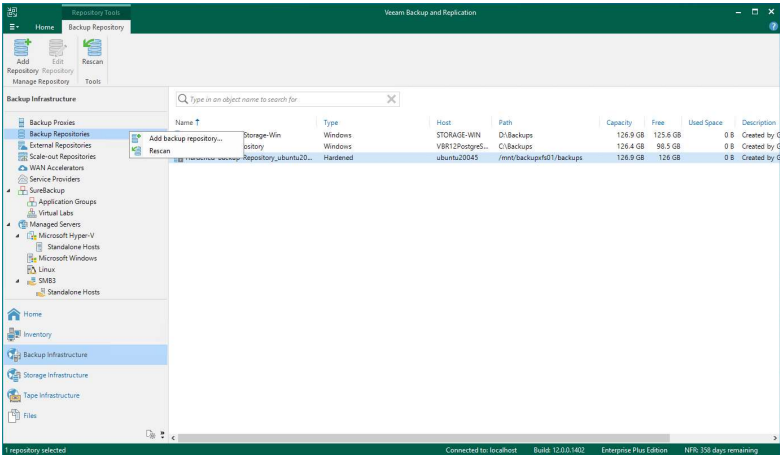 Repository Tools
Veeam Backup and Replication
Home Backup Repository
Add Repository
Edit Repository
Rescan
Manage Repository
Tools
Backup Infrastructure
Backup Proxies
Backup Repositories
External Repositories
Scale-out Repositories
WAN Accelerators
Service Providers
SureBackup
Application Groups
Virtual Labs
Managed Servers
Microsoft Hyper-V
Standalone Hosts
Microsoft Windows
Linux
SMB3
Standalone Hosts
Home
Inventory
Backup Infrastructure
Storage Infrastructure
Tape Infrastructure
Files
Add backup repository...
Rescan
Type in an object name to search for
Name Type Host Path Capacity Free Used Space Description
Storage-Win Windows STORAGE-WIN D:\Backups 126.9 GB 125.6 GB 0 B Created by G
ository Windows VBR12PostgreS... C:\Backups 126.4 GB 98.5 GB 0 B Created by G
Hardened-Backup-Repository_ubuntu20... Hardened ubuntu20045 /mnt/backupxfs01/backups 126.9 GB 126 GB 0 B Created by G
1 repository selected
Connected to: localhost Build: 12.0.0.1402 Enterprise Plus Edition NFR: 358 days remaining